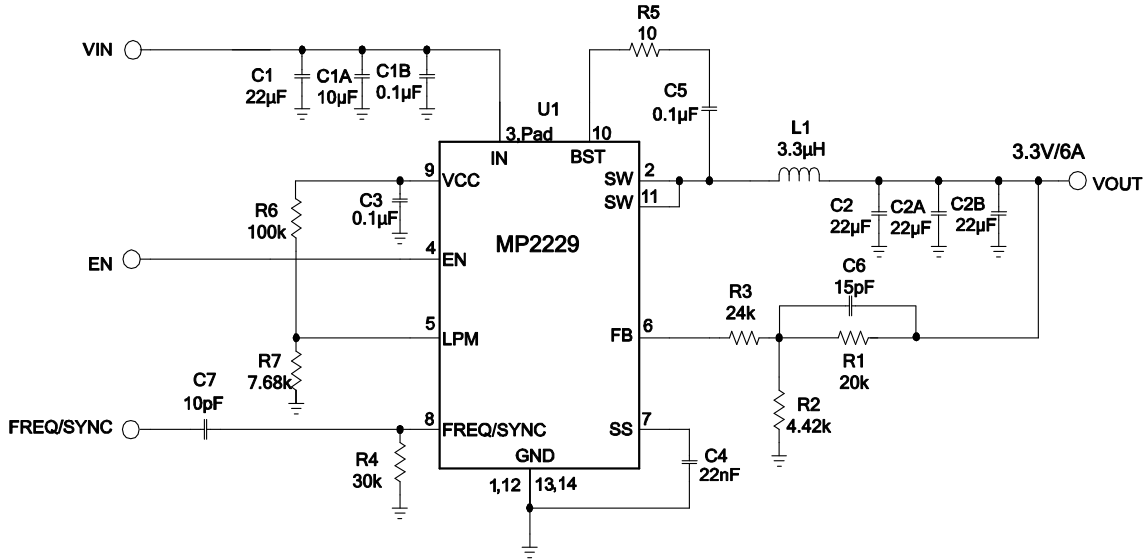 R5
10
VIN
C1
22μF
C1A
10μF
C1B
0.1μF
C5
0.1μF
U1
3,Pad
10
IN
BST
L1
3.3μH
3.3V/6A
VOUT
9
VCC
SW
2
SW
11
C3
0.1μF
R6
100k
C2
22μF
C2A
22μF
C2B
22μF
MP2229
4
EN
EN
C6
15pF
R3
24k
5
LPM
FB
6
R1
20k
R7
7.68k
C7
10pF
R2
4.42k
FREQ/SYNC
8
FREQ/SYNC
SS
7
R4
30k
GND
C4
22nF
1,12
13,14